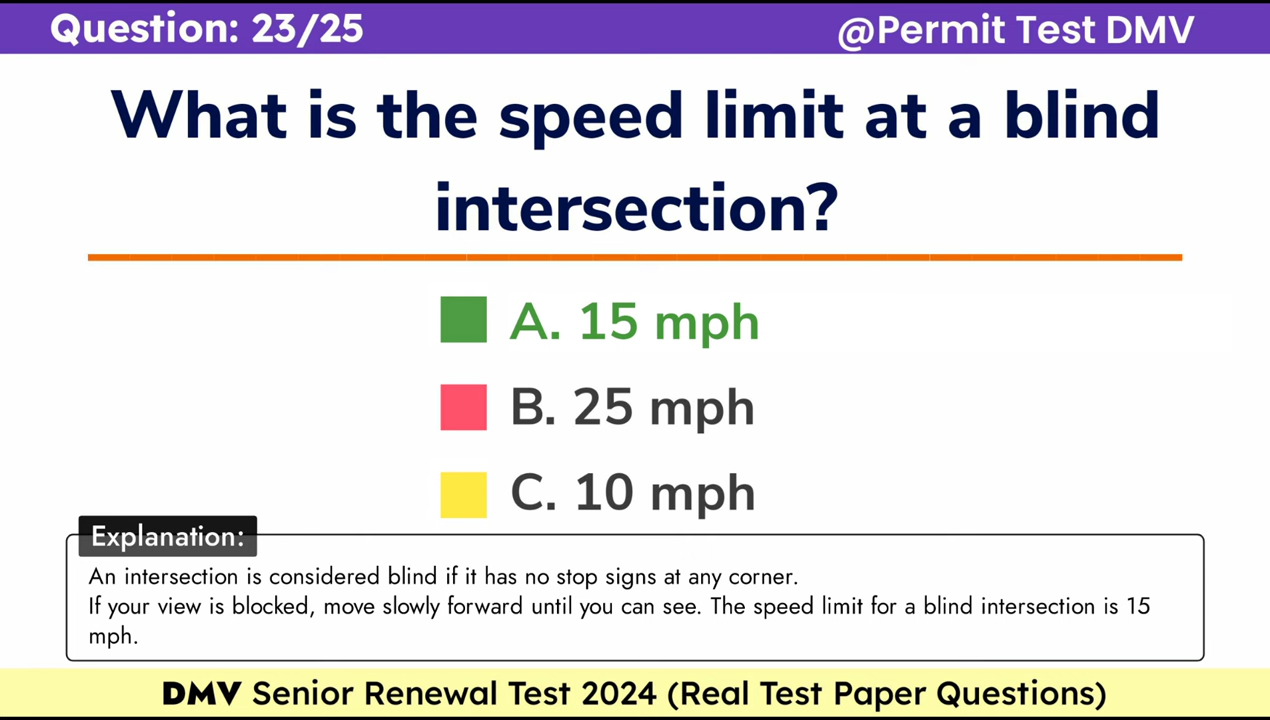 Question: 23/25
@Permit Test DMV
What is the speed limit at a blind
intersection?
A. 15 mph
B. 25 mph
C. 10 mph
Explanation:
An intersection is considered blind if it has no stop signs at any corner.
If your view is blocked, move slowly forward until you can see. The speed limit for a blind intersection is 15
mph.
DMV Senior Renewal Test 2024 (Real Test Paper Questions)